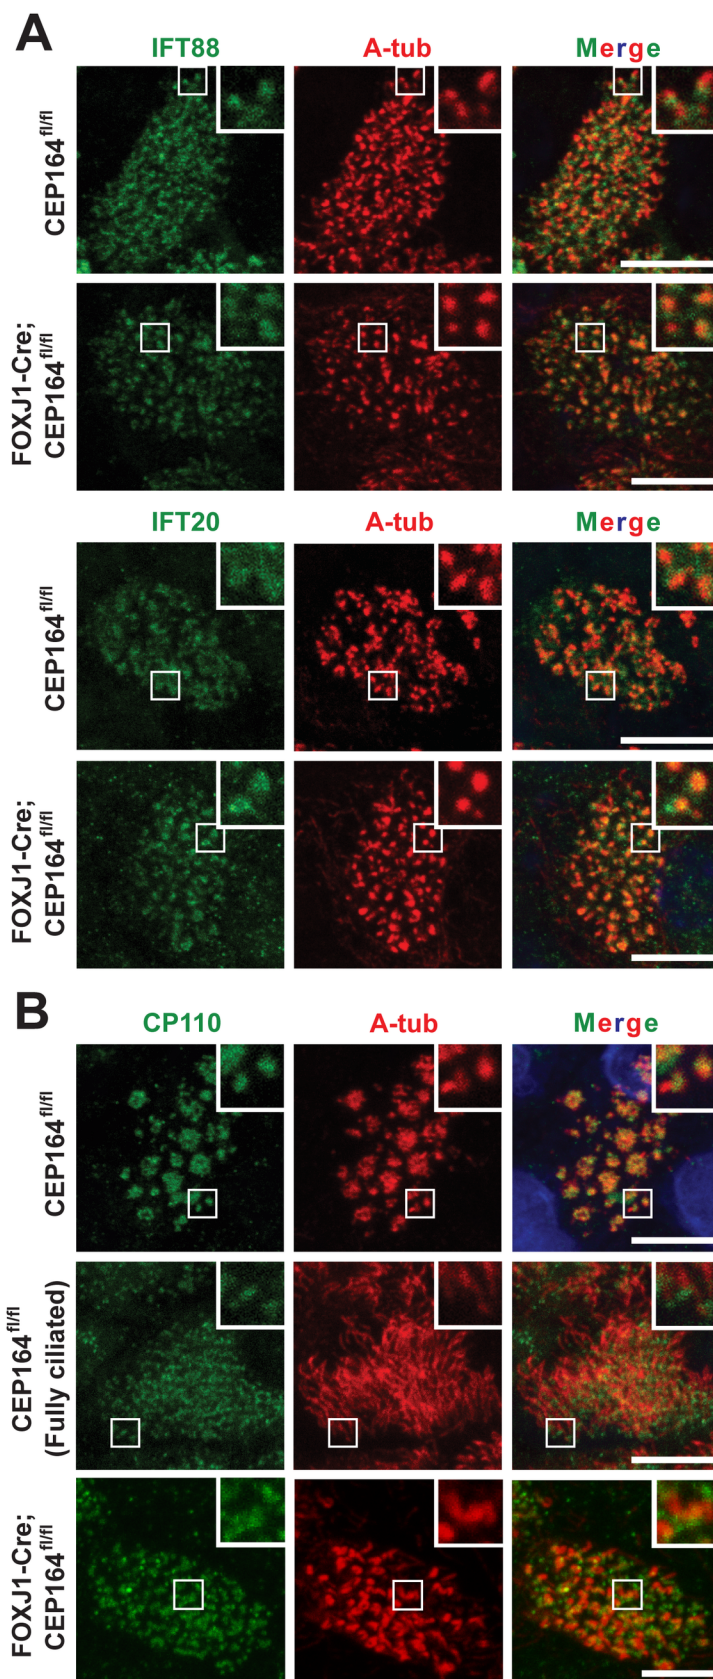 A
IFT88 A-tub Merge
CEP164fl/fl
FOXJ1-Cre;
CEP164fl/fl
IFT20 A-tub Merge
CEP164fl/fl
FOXJ1-Cre;
CEP164fl/fl
B
CP110 A-tub Merge
CEP164fl/fl
CEP164fl/fl
(Fully ciliated)
FOXJ1-Cre;
CEP164fl/fl